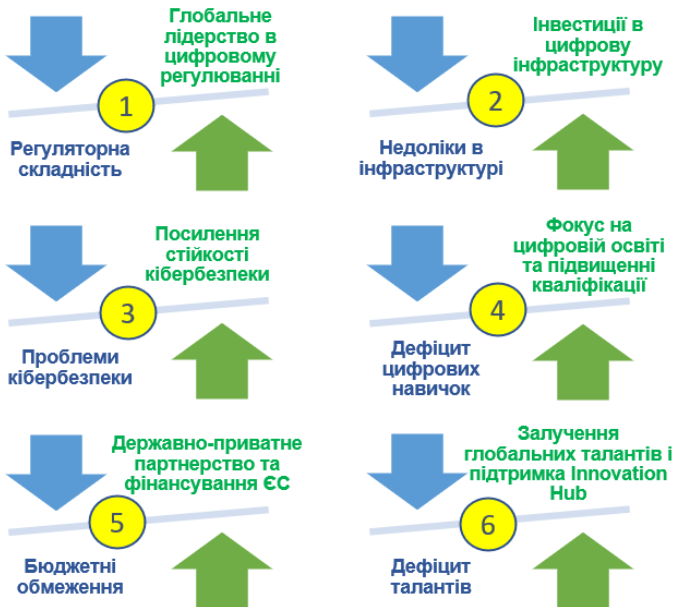 Глобальне
лідерство в
цифровому
регулюванні
1
Регуляторна
складність
Інвестиції в
цифрову
інфраструктуру
2
Недоліки в
інфраструктурі
Посилення
стійкості
кібербезпеки
3
Проблеми
кібербезпеки
Фокус на
цифровій освіті
та підвищенні
кваліфікації
4
Дефіцит
цифрових
навичок
Державно-приватне
партнерство та
фінансування ЄС
5
Бюджетні
обмеження
Залучення
глобальних талантів і
підтримка Innovation
Hub
6
Дефіцит
талантів